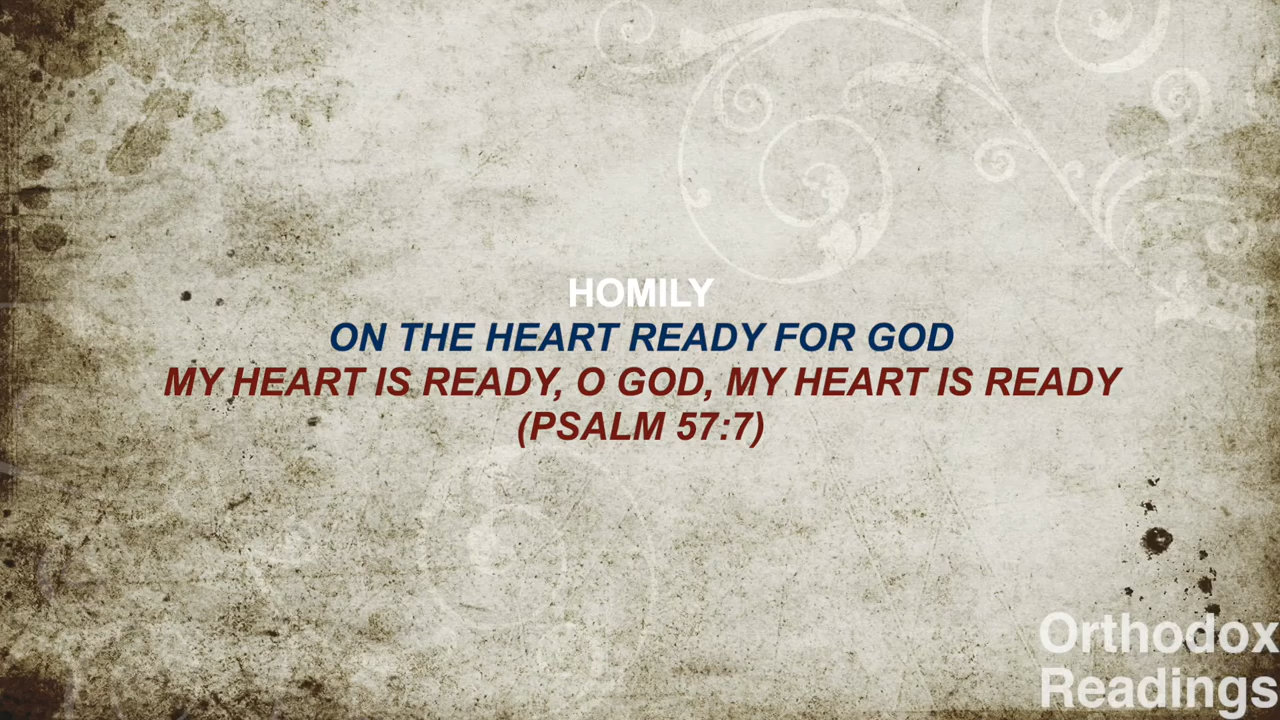 HOMILY
ON THE HEART READY FOR GOD
MY HEART IS READY, O GOD, MY HEART IS READY
(PSALM 57:7)
Orthodox
Readings